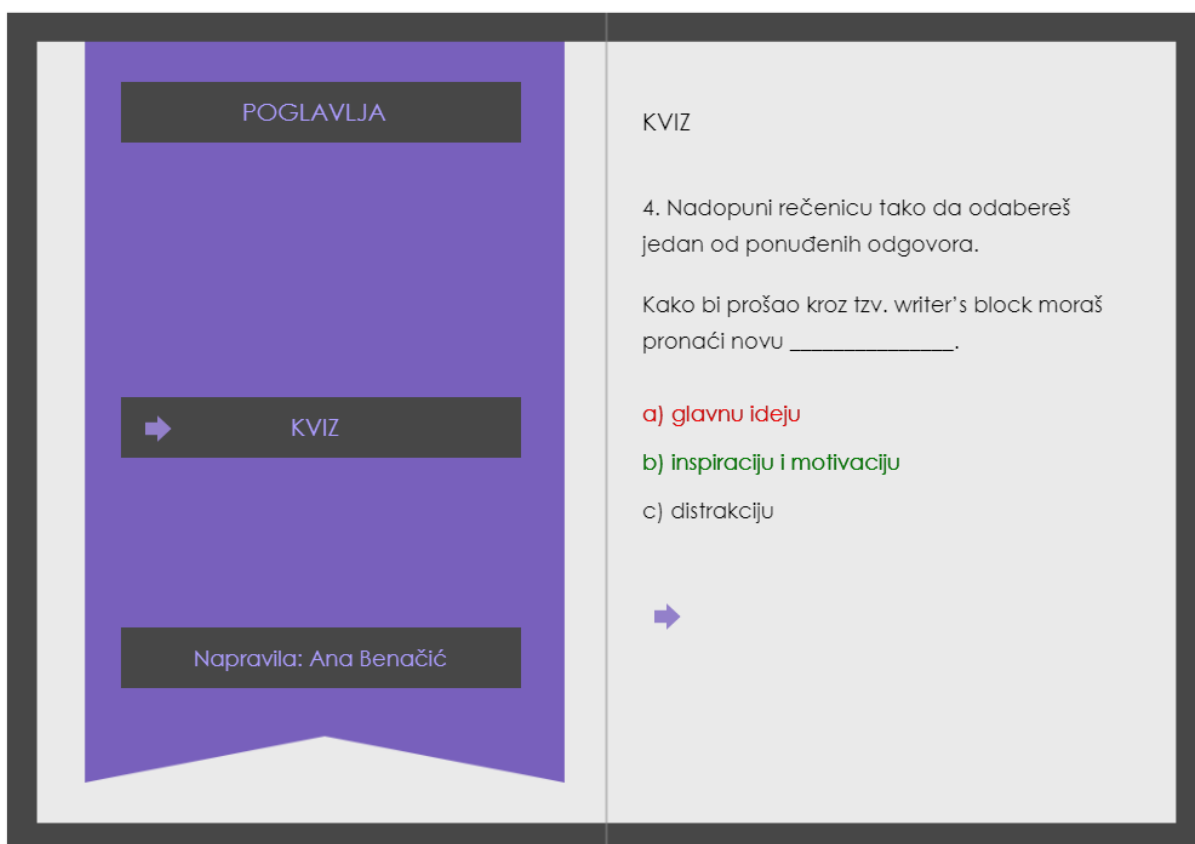 POGLAVLJA
KVIZ
Napravila: Ana Benačić
KVIZ
4. Nadopuni rečenicu tako da odabereš
jedan od ponuđenih odgovora.
Kako bi prošao kroz tzv. writer’s block moraš
pronaći novu _______________.
a) glavnu ideju
b) inspiraciju i motivaciju
c) distrakciju